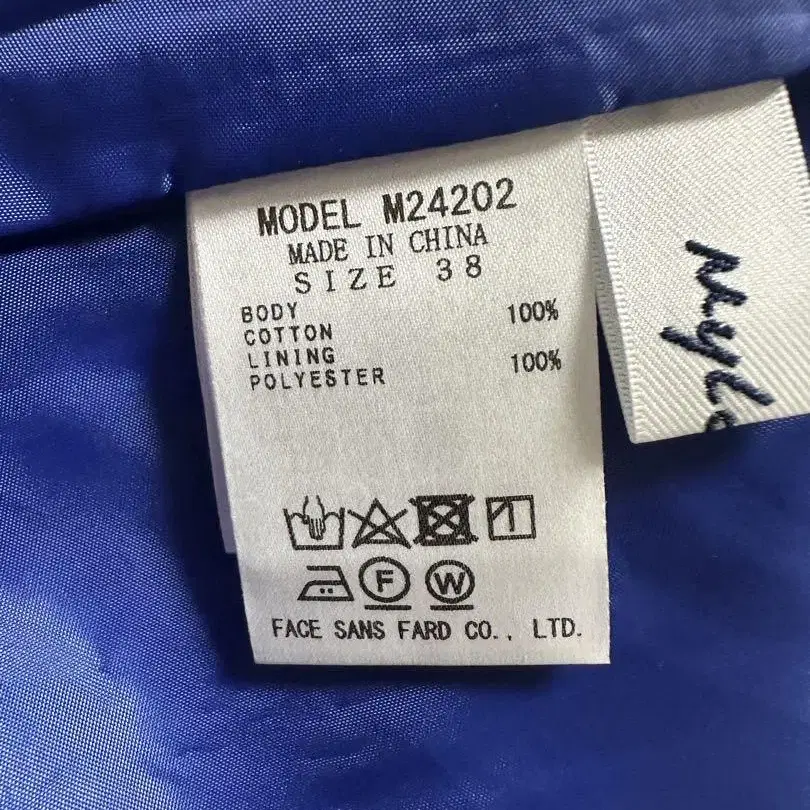 MODEL M24202
MADE IN CHINA
SIZE 38
BODY
COTTON 100%
LINING
POLYESTER 100%
F W
FACE SANS FARD CO., LTD.